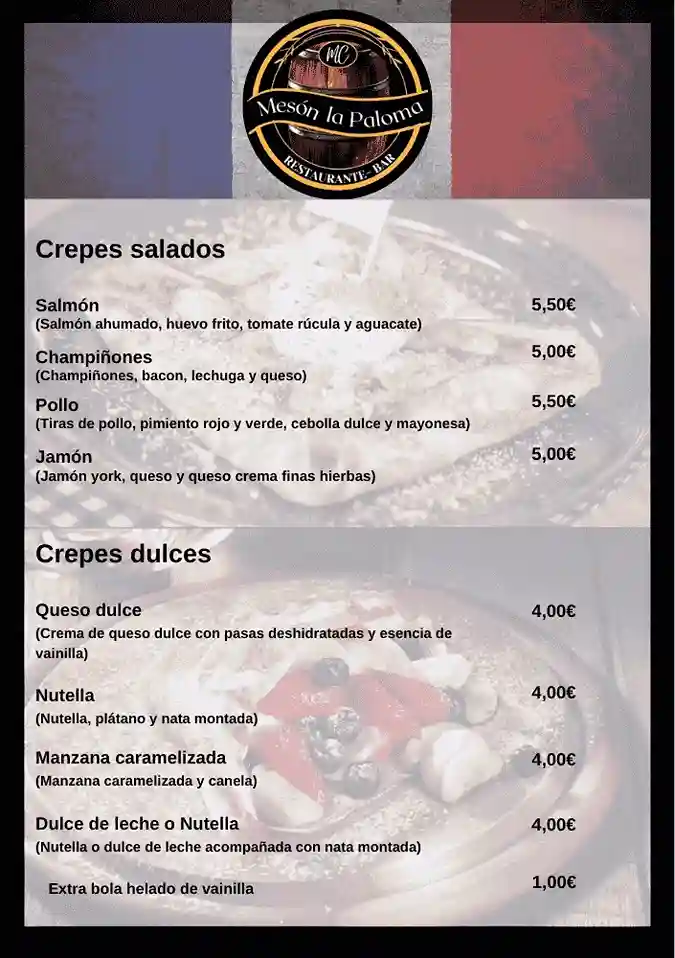 MC
Mesón la Paloma
RESTAURANTE-BAR
Crepes salados
Salmón 5,50€
(Salmón ahumado, huevo frito, tomate rúcula y aguacate)
Champiñones 5,00€
(Champiñones, bacon, lechuga y queso)
Pollo 5,50€
(Tiras de pollo, pimiento rojo y verde, cebolla dulce y mayonesa)
Jamón 5,00€
(Jamón york, queso y queso crema finas hierbas)
Crepes dulces
Queso dulce 4,00€
(Crema de queso dulce con pasas deshidratadas y esencia de
vainilla)
Nutella 4,00€
(Nutella, plátano y nata montada)
Manzana caramelizada 4,00€
(Manzana caramelizada y canela)
Dulce de leche o Nutella 4,00€
(Nutella o dulce de leche acompañada con nata montada)
Extra bola helado de vainilla 1,00€